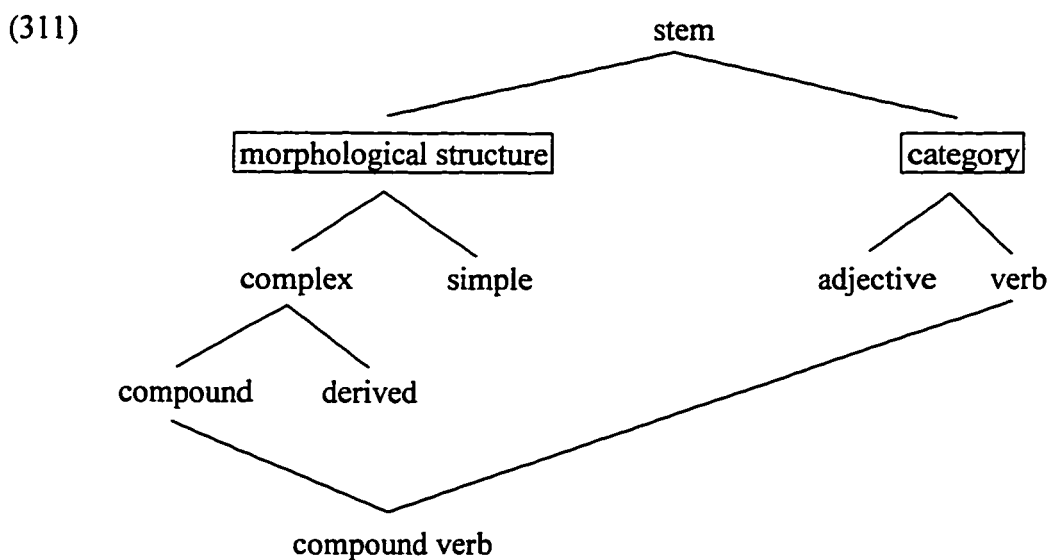 (311) stem
morphological structure category
complex simple adjective verb
compound derived
compound verb